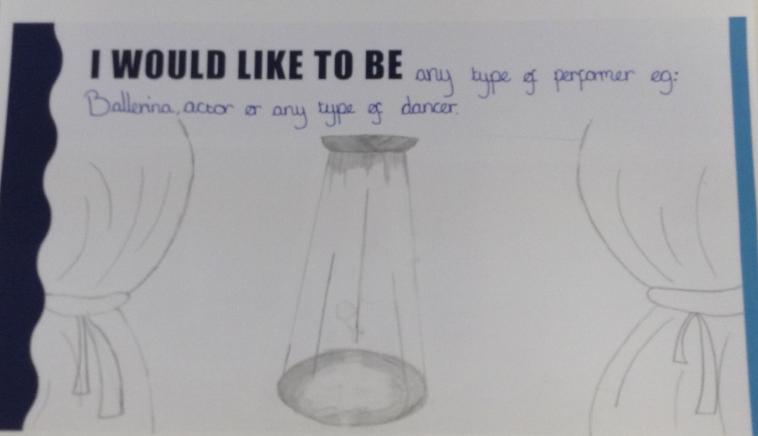 I WOULD LIKE TO BE any type of performer eg:
Ballerina, actor or any type of dancer.